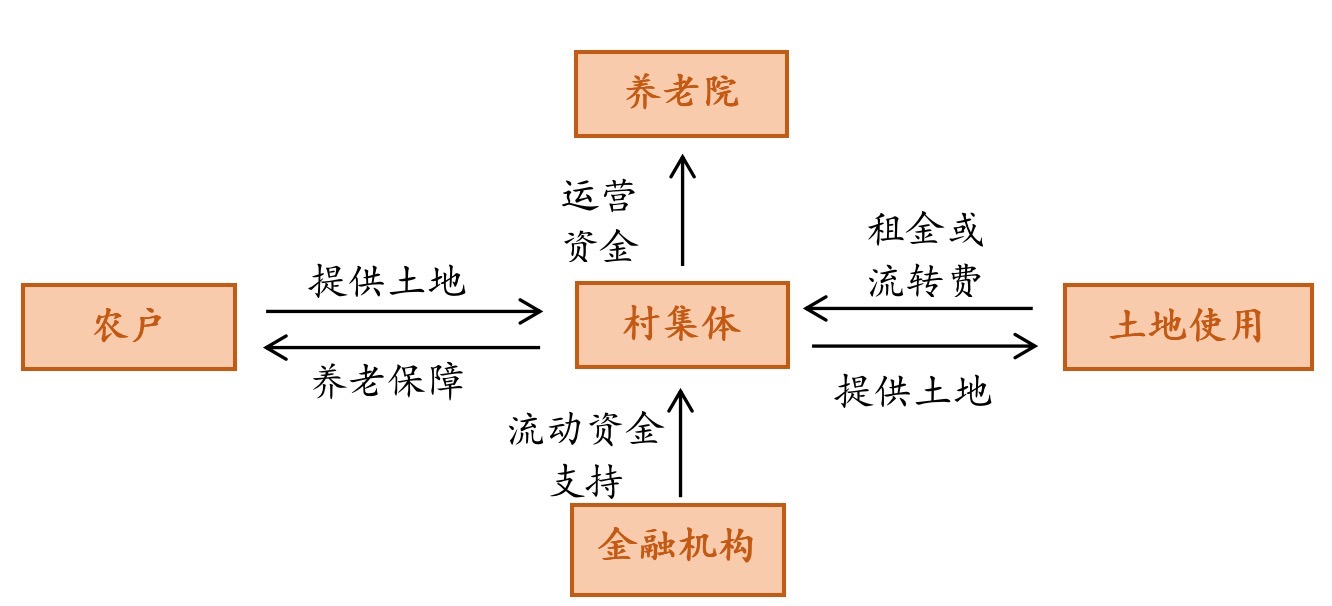 养老院
运营
资金
租金或
流转费
提供土地
农户
村集体
土地使用
养老保障
提供土地
流动资金
支持
金融机构